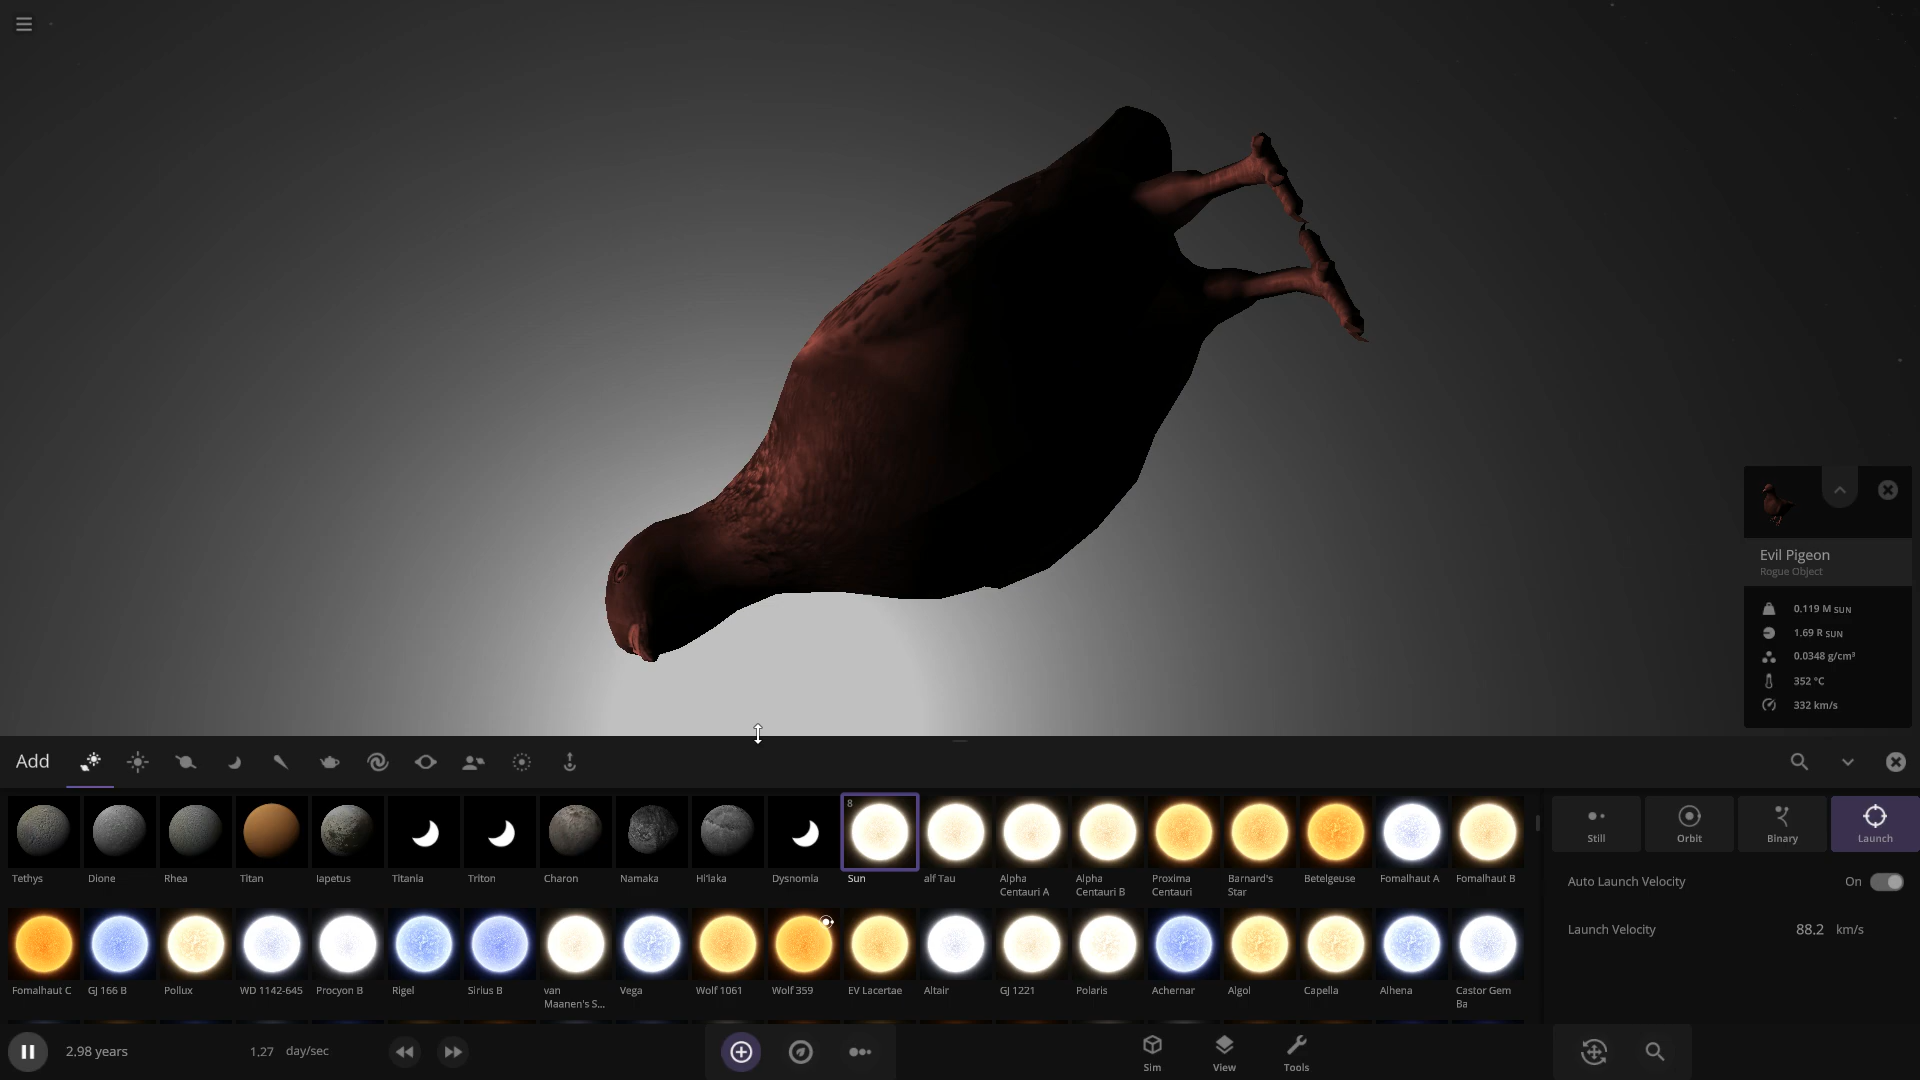 Evil Pigeon
Rogue Object
0.119 M SUN
1.69 R SUN
0.0348 g/cm³
352 °C
332 km/s
Add
Tethys
Dione
Rhea
Titan
Iapetus
Titania
Triton
Charon
Namaka
Hi'iaka
Dysnomia
8
Sun
alf Tau
Alpha
Centauri A
Alpha
Centauri B
Proxima
Centauri
Barnard's
Star
Betelgeuse
Fomalhaut A
Fomalhaut B
Fomalhaut C
GJ 166 B
Pollux
WD 1142-645
Procyon B
Rigel
Sirius B
van
Maanen's S...
Vega
Wolf 1061
Wolf 359
EV Lacertae
Altair
GJ 1221
Polaris
Achernar
Algol
Capella
Alhena
Castor Gem
Ba
Still
Orbit
Binary
Launch
Auto Launch Velocity
On
Launch Velocity
88.2 km/s
2.98 years
1.27 day/sec
Sim
View
Tools